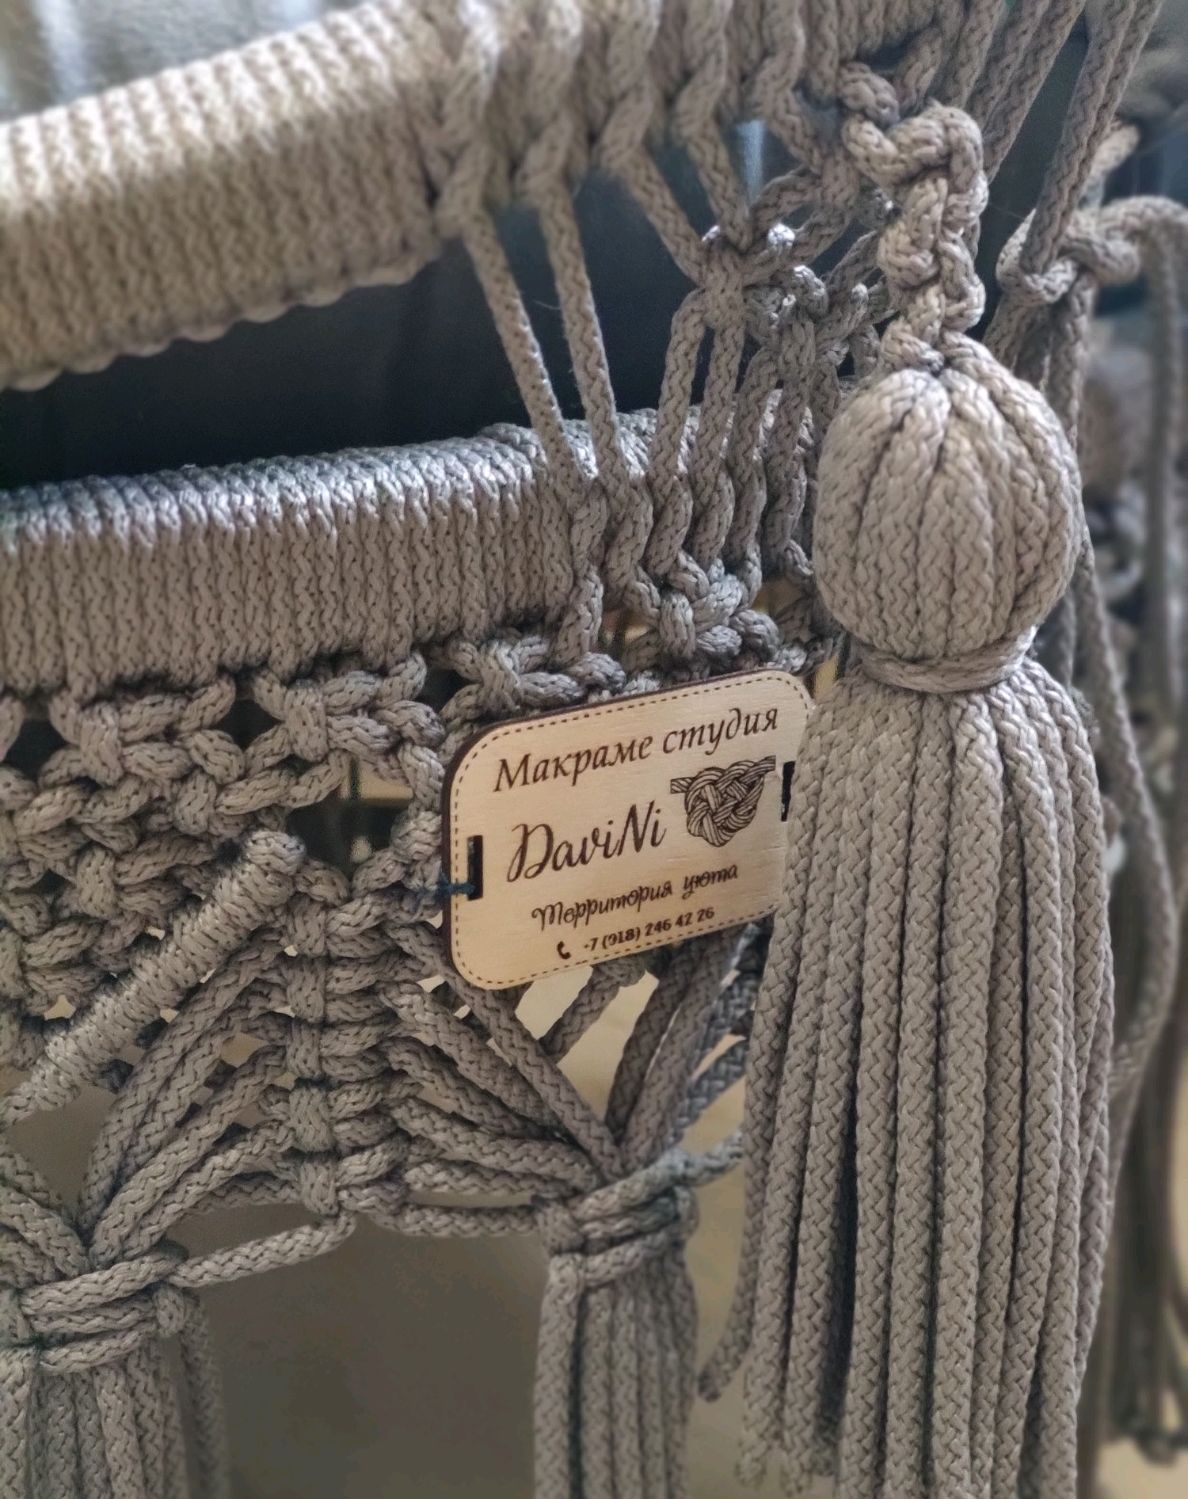 Макраме студия
DaviNi
Территория уюта
+7 (918) 246 42 26